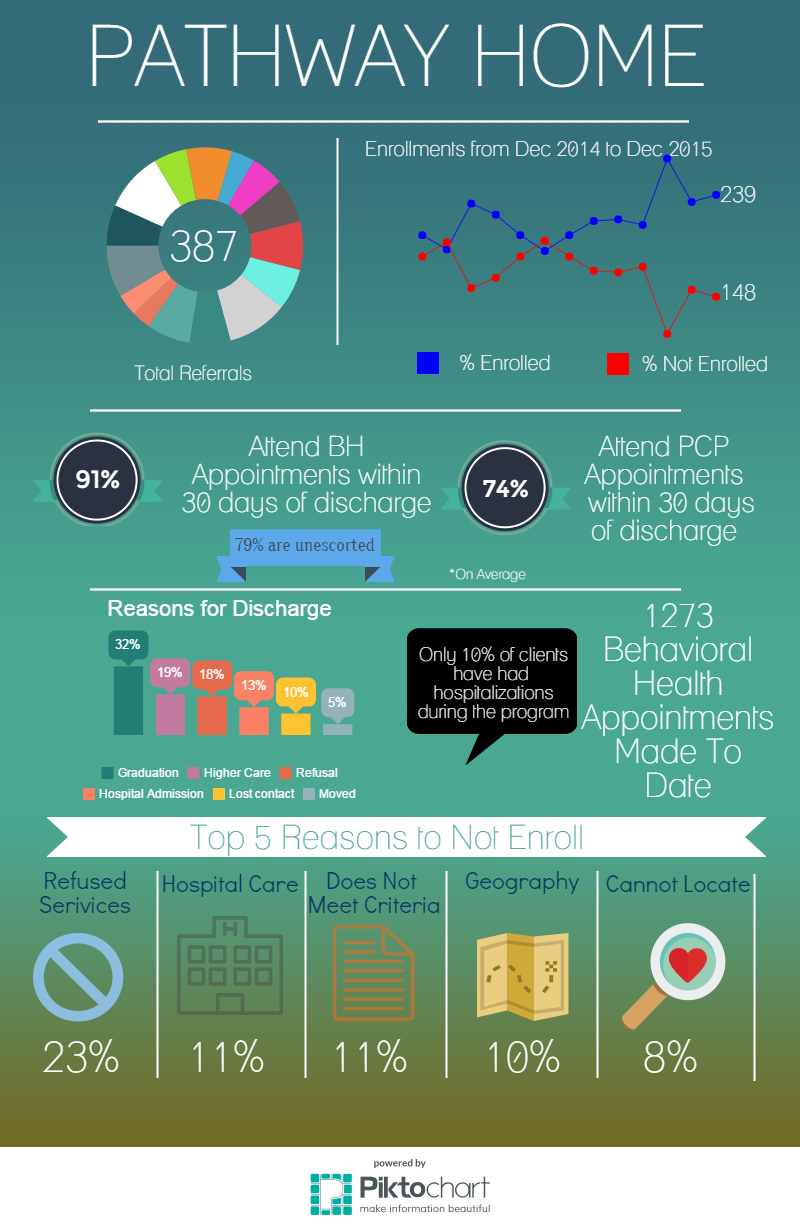 PATHWAY HOME
387
Total Referrals
Enrollments from Dec 2014 to Dec 2015
239
148
% Enrolled
% Not Enrolled
91%
Attend BH
Appointments within
30 days of discharge
79% are unescorted
74%
Attend PCP
Appointments
within 30 days
of discharge
*On Average
Reasons for Discharge
32%
19%
18%
13%
10%
5%
Graduation
Higher Care
Refusal
Hospital Admission
Lost contact
Moved
Only 10% of clients
have had
hospitalizations
during the program
1273
Behavioral
Health
Appointments
Made To
Date
Top 5 Reasons to Not Enroll
Refused
Serivices
23%
Hospital Care
H
11%
Does Not
Meet Criteria
11%
Geography
10%
Cannot Locate
8%
powered by
Piktochart
make information beautiful